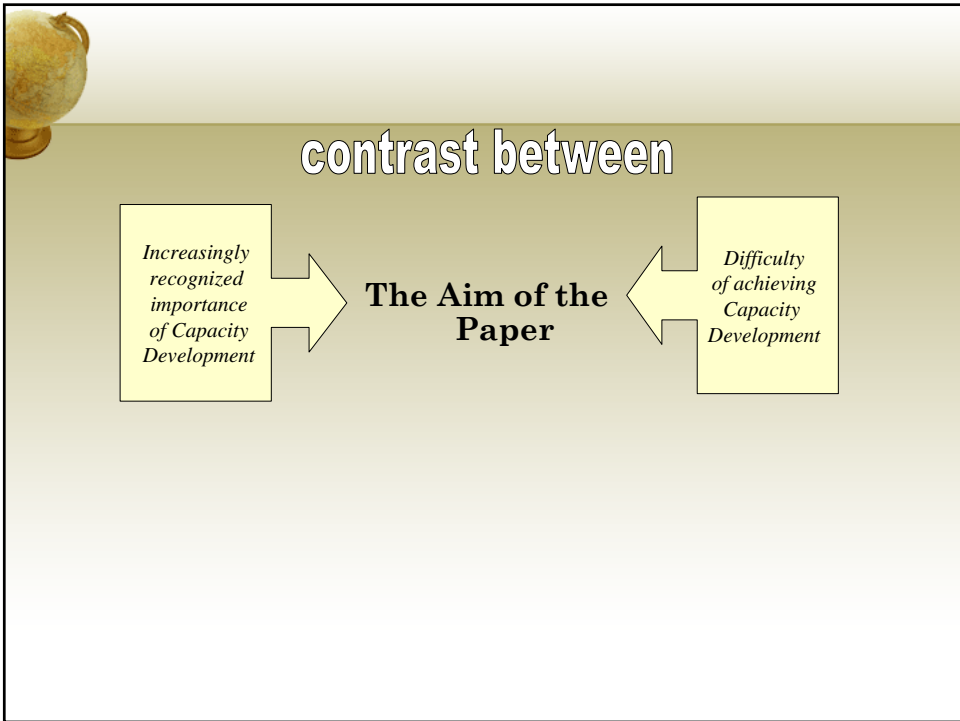 contrast between
Increasingly
recognized
importance
of Capacity
Development
The Aim of the
Paper
Difficulty
of achieving
Capacity
Development